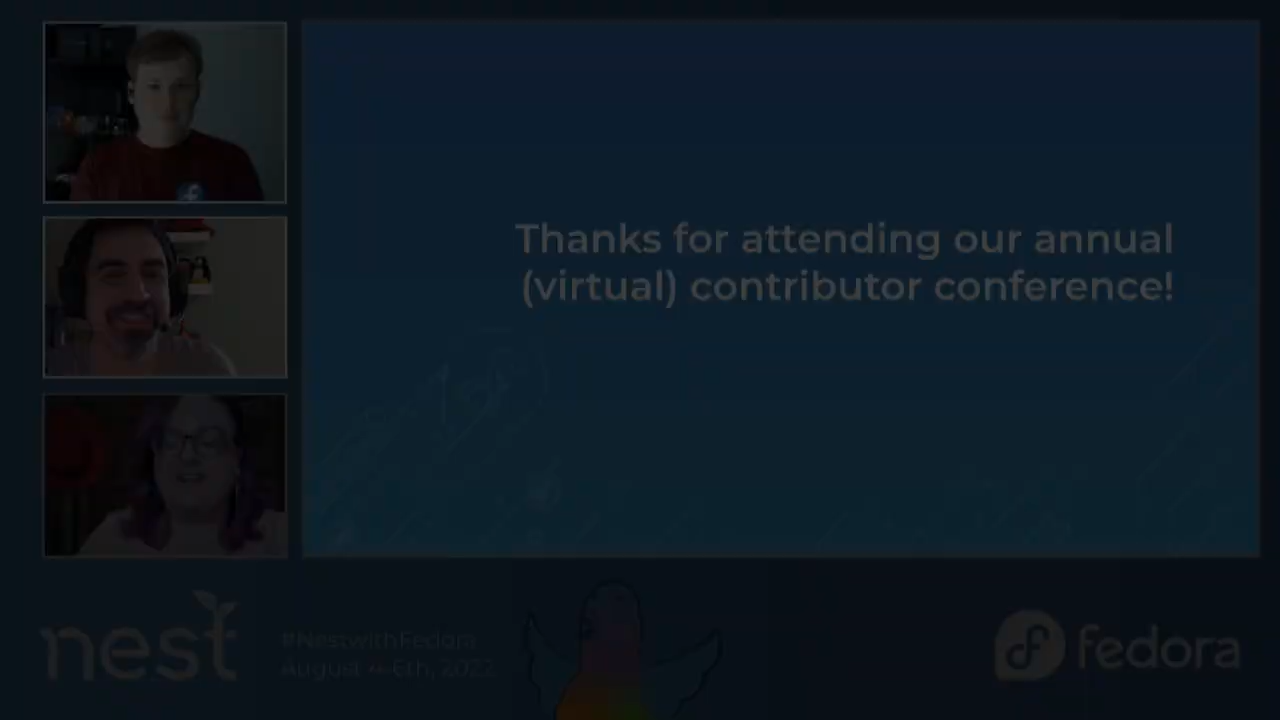 Thanks for attending our annual
(virtual) contributor conference!
nest
#NestwithFedora
August 4-6th, 2022
fedora